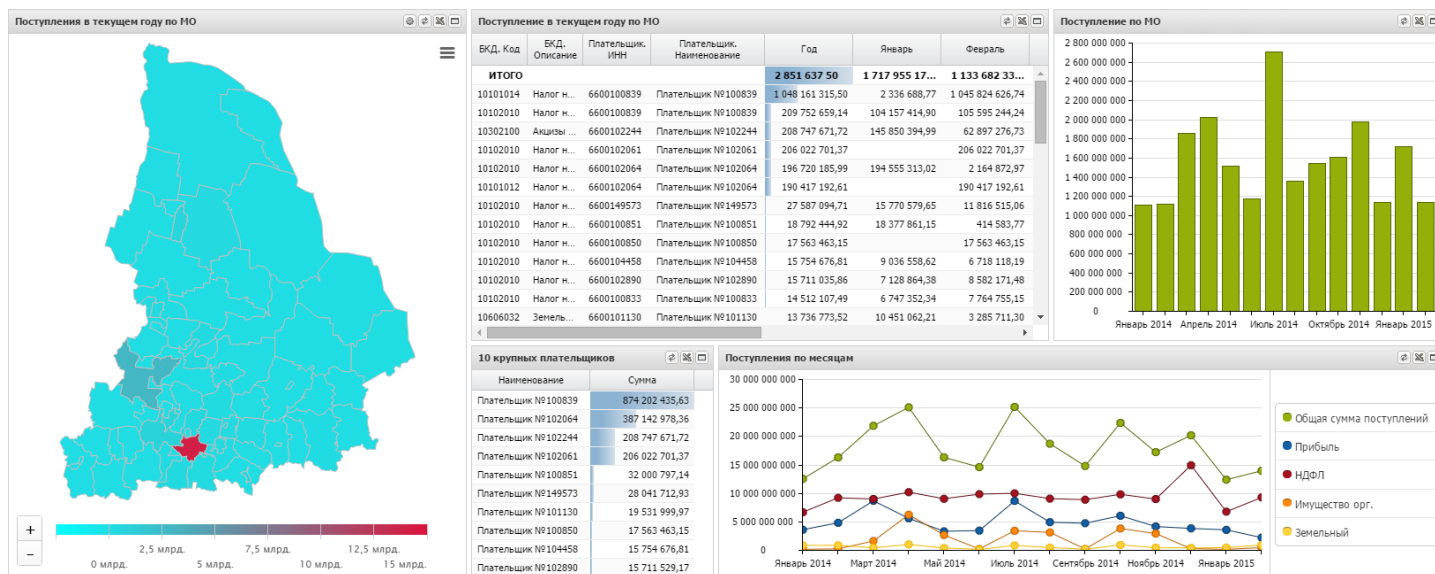 Поступления в текущем году по МО
2,5 млрд.
7,5 млрд.
12,5 млрд.
0 млрд.
5 млрд.
10 млрд.
15 млрд.
Поступление в текущем году по МО
БКД. Код БКД. Описание Плательщик. ИНН Плательщик. Наименование Год Январь Февраль
ИТОГО 2 851 637 50 1 717 955 17... 1 133 682 33...
10101014 Налог н... 6600100839 Плательщик №100839 1 048 161 315,50 2 336 688,77 1 045 824 626,74
10102010 Налог н... 6600100839 Плательщик №100839 209 752 659,14 104 157 414,90 105 595 244,24
10302100 Акцизы ... 6600102244 Плательщик №102244 208 747 671,72 145 850 394,99 62 897 276,73
10102010 Налог н... 6600102061 Плательщик №102061 206 022 701,37 206 022 701,37
10102010 Налог н... 6600102064 Плательщик №102064 196 720 185,99 194 555 313,02 2 164 872,97
10101012 Налог н... 6600102064 Плательщик №102064 190 417 192,61 190 417 192,61
10102010 Налог н... 6600149573 Плательщик №149573 27 587 094,71 15 770 579,65 11 816 515,06
10102010 Налог н... 6600100851 Плательщик №100851 18 792 444,92 18 377 861,15 414 583,77
10102010 Налог н... 6600100850 Плательщик №100850 17 563 463,15 17 563 463,15
10102010 Налог н... 6600104458 Плательщик №104458 15 754 676,81 9 036 558,62 6 718 118,19
10102010 Налог н... 6600102890 Плательщик №102890 15 711 035,86 7 128 864,38 8 582 171,48
10102010 Налог н... 6600100833 Плательщик №100833 14 512 107,49 6 747 352,34 7 764 755,15
10606032 Земель... 6600101130 Плательщик №101130 13 736 773,52 10 451 062,21 3 285 711,30
Поступление по МО
2 800 000 000
2 600 000 000
2 400 000 000
2 200 000 000
2 000 000 000
1 800 000 000
1 600 000 000
1 400 000 000
1 200 000 000
1 000 000 000
800 000 000
600 000 000
400 000 000
200 000 000
0
Январь 2014 Апрель 2014 Июль 2014 Октябрь 2014 Январь 2015
10 крупных плательщиков
Наименование Сумма
Плательщик №100839 874 202 435,63
Плательщик №102064 387 142 978,36
Плательщик №102244 208 747 671,72
Плательщик №102061 206 022 701,37
Плательщик №100851 32 000 797,14
Плательщик №149573 28 041 712,93
Плательщик №101130 19 531 999,97
Плательщик №100850 17 563 463,15
Плательщик №104458 15 754 676,81
Плательщик №102890 15 711 529,17
Поступления по месяцам
30 000 000 000
25 000 000 000
20 000 000 000
15 000 000 000
10 000 000 000
5 000 000 000
0
Январь 2014 Март 2014 Май 2014 Июль 2014 Сентябрь 2014 Ноябрь 2014 Январь 2015
Общая сумма поступлений
Прибыль
НДФЛ
Имущество орг.
Земельный